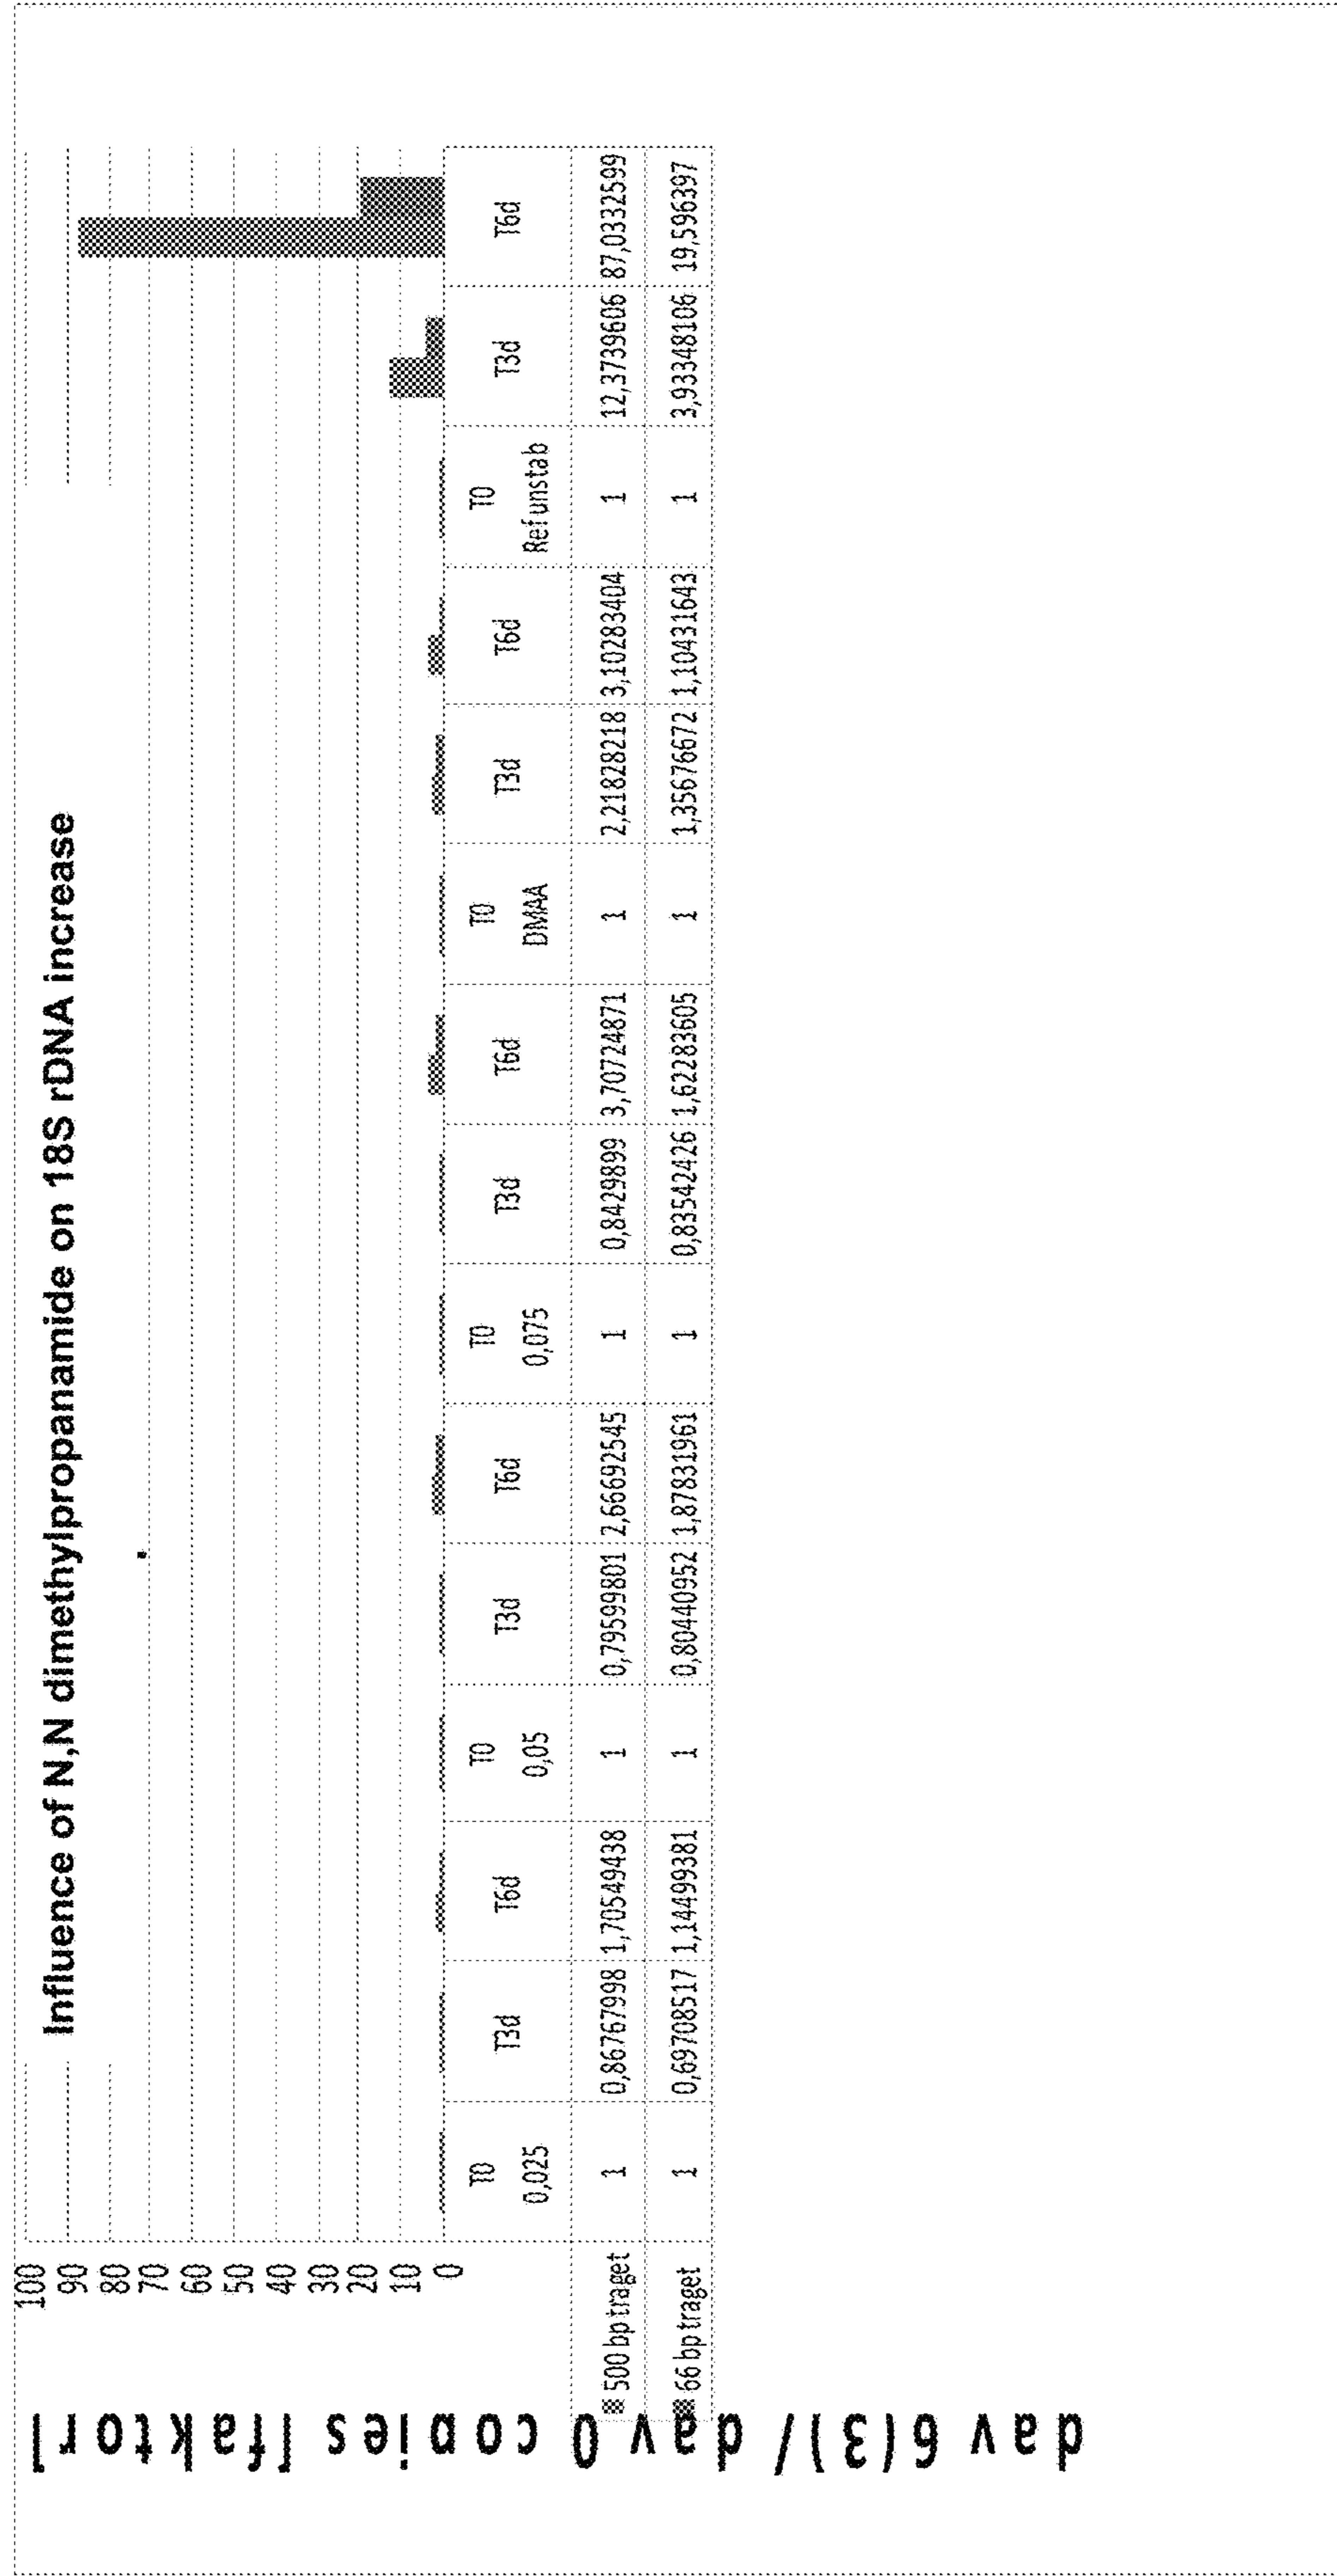 Influence of N,N dimethylpropanamide on 18S rDNA increase
day 6(3)/ day 0 copies [faktor]
100
90
80
70
60
50
40
30
20
10
0
T0 T3d T6d T0 T3d T6d T0 T3d T6d T0 T3d T6d T0 T3d T6d
0,025 0,05 0,075 DMAA Ref unstab
500 bp traget 1 0,86767998 1,70549438 1 0,79599801 2,66692545 1 0,8429899 3,70724871 1 2,21828218 3,10283404 1 12,3739606 87,0332599
66 bp traget 1 0,69708517 1,14499381 1 0,80440952 1,87831961 1 0,83542426 1,62283605 1 1,35676672 1,10431643 1 3,93348106 19,596397